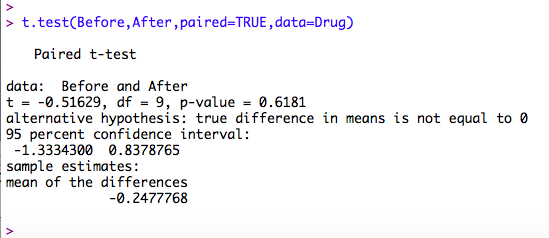 >
> t.test(Before,After,paired=TRUE,data=Drug)
Paired t-test
data:  Before and After
t = -0.51629, df = 9, p-value = 0.6181
alternative hypothesis: true difference in means is not equal to 0
95 percent confidence interval:
 -1.3334300  0.8378765
sample estimates:
mean of the differences
             -0.2477768
>